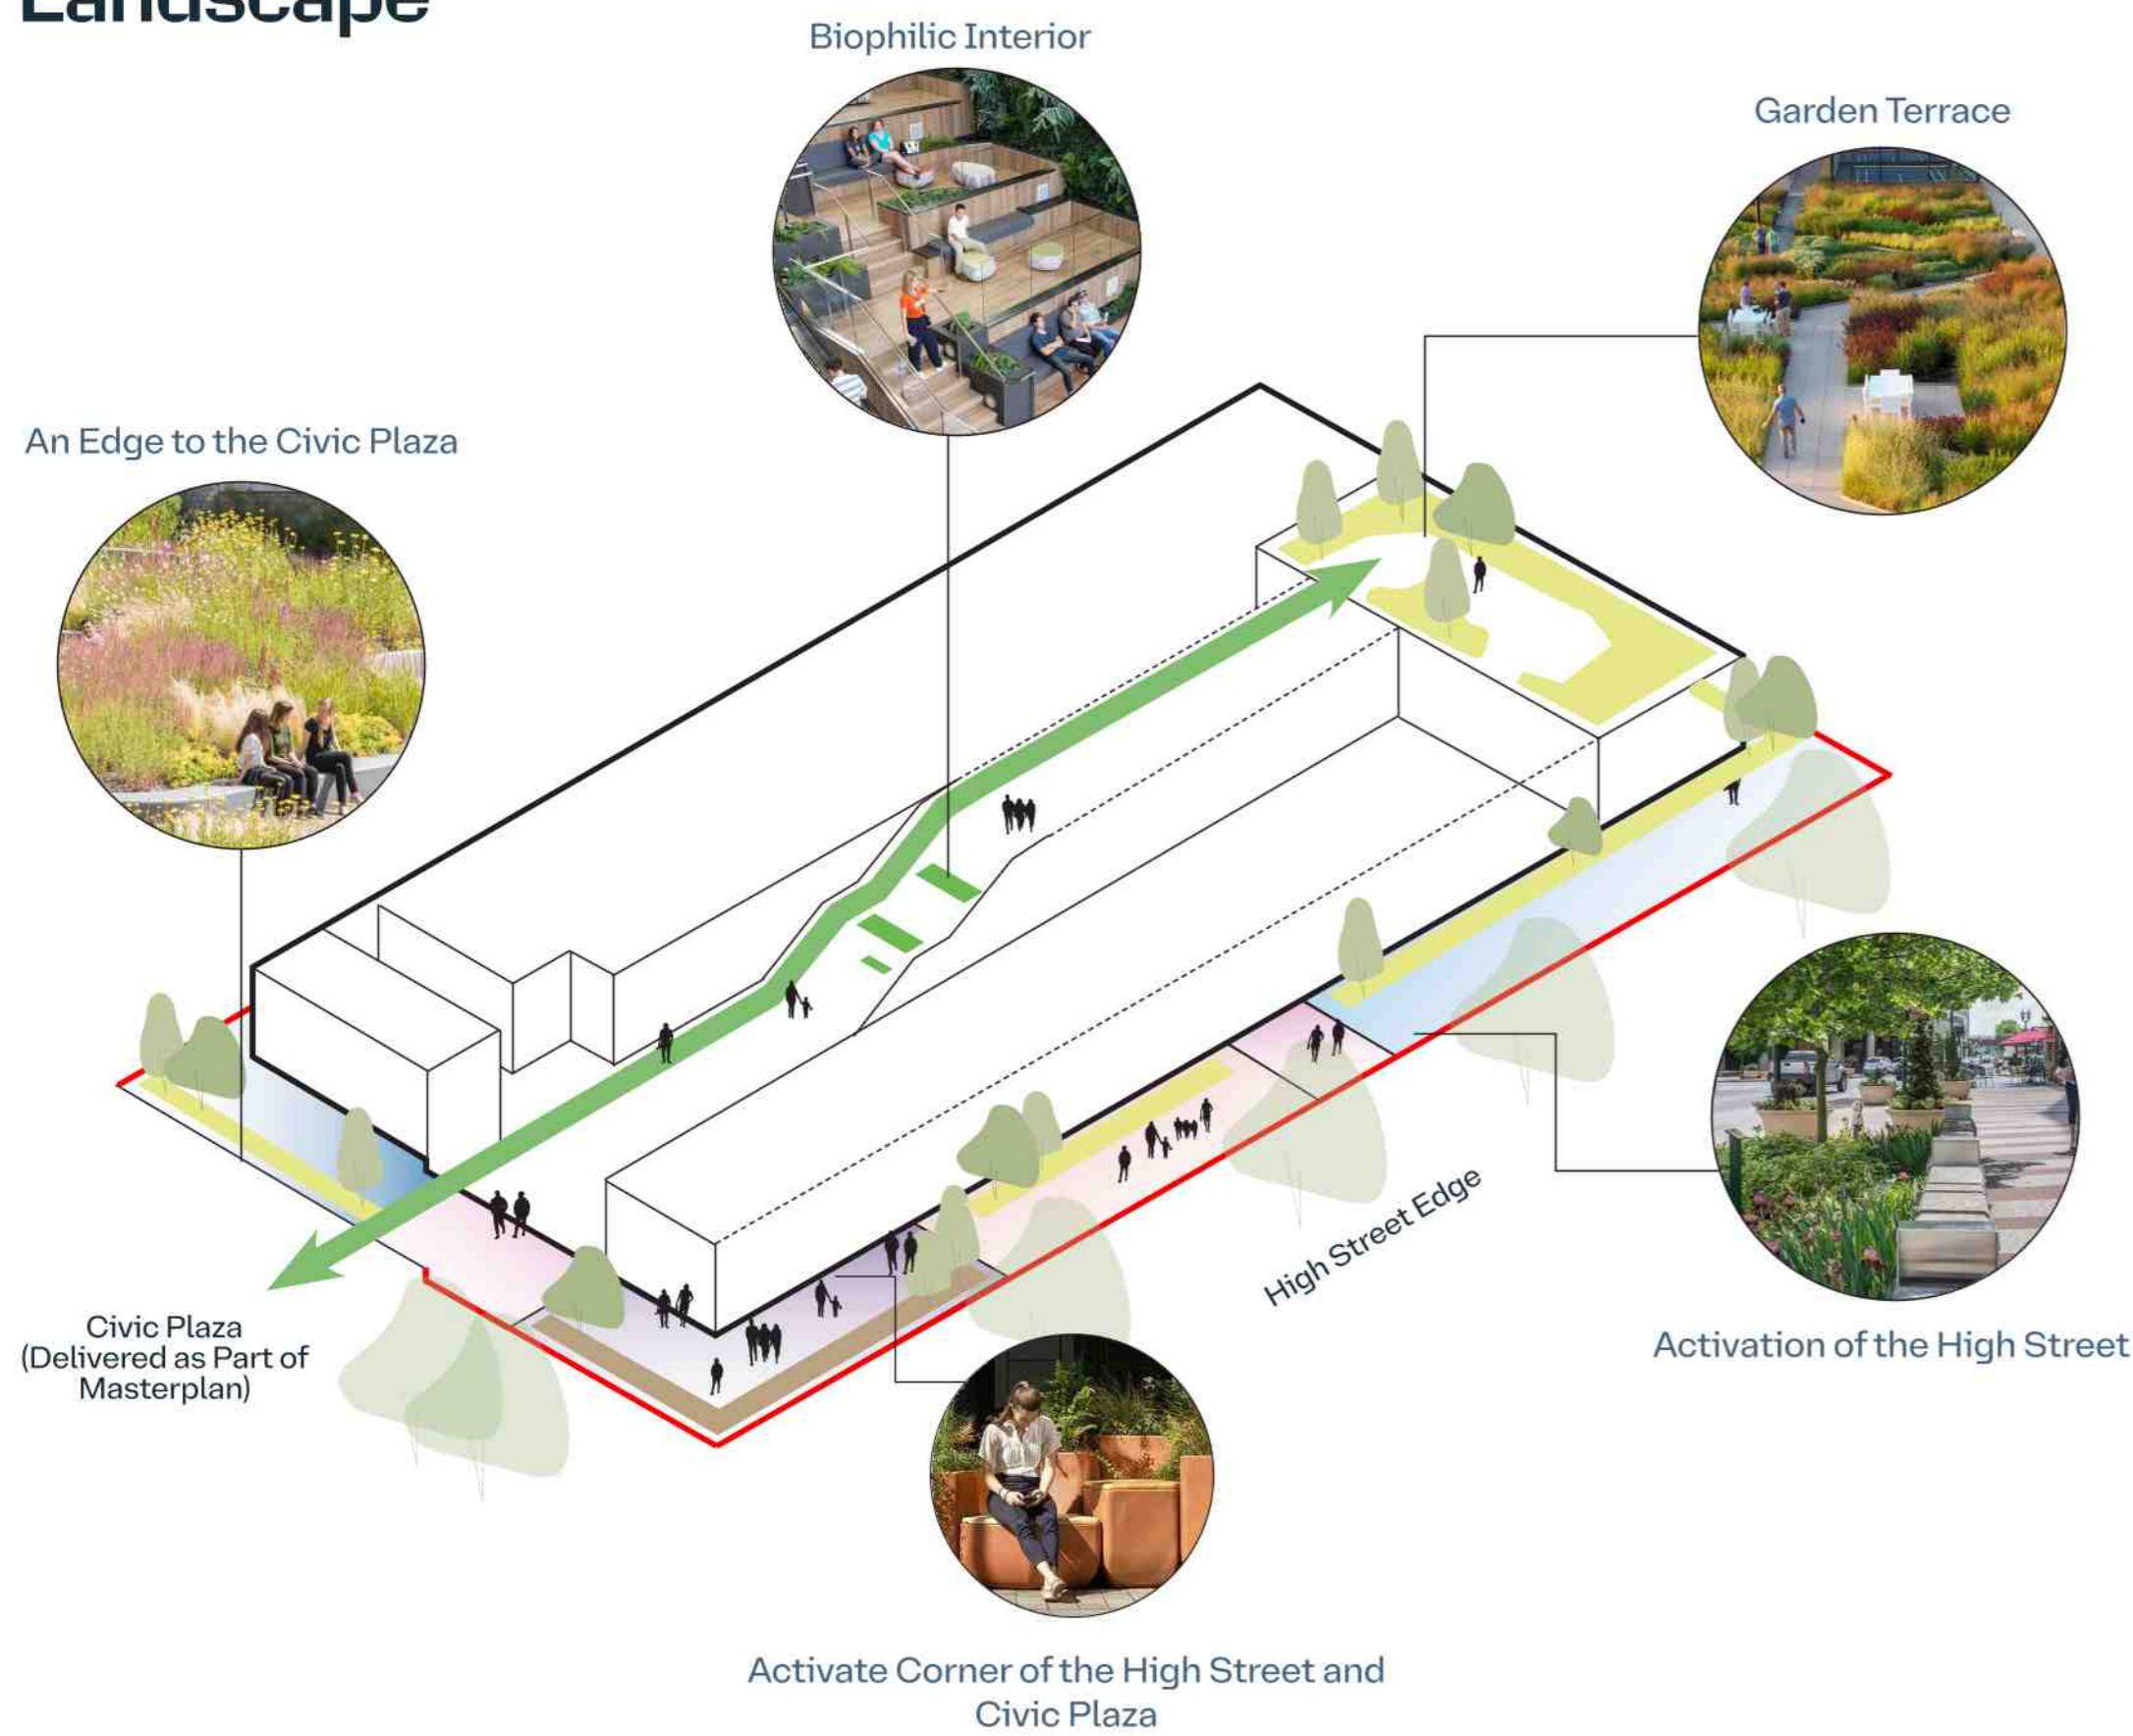 Landscape
Biophilic Interior
Garden Terrace
An Edge to the Civic Plaza
High Street Edge
Civic Plaza
(Delivered as Part of
Masterplan)
Activation of the High Street
Activate Corner of the High Street and
Civic Plaza